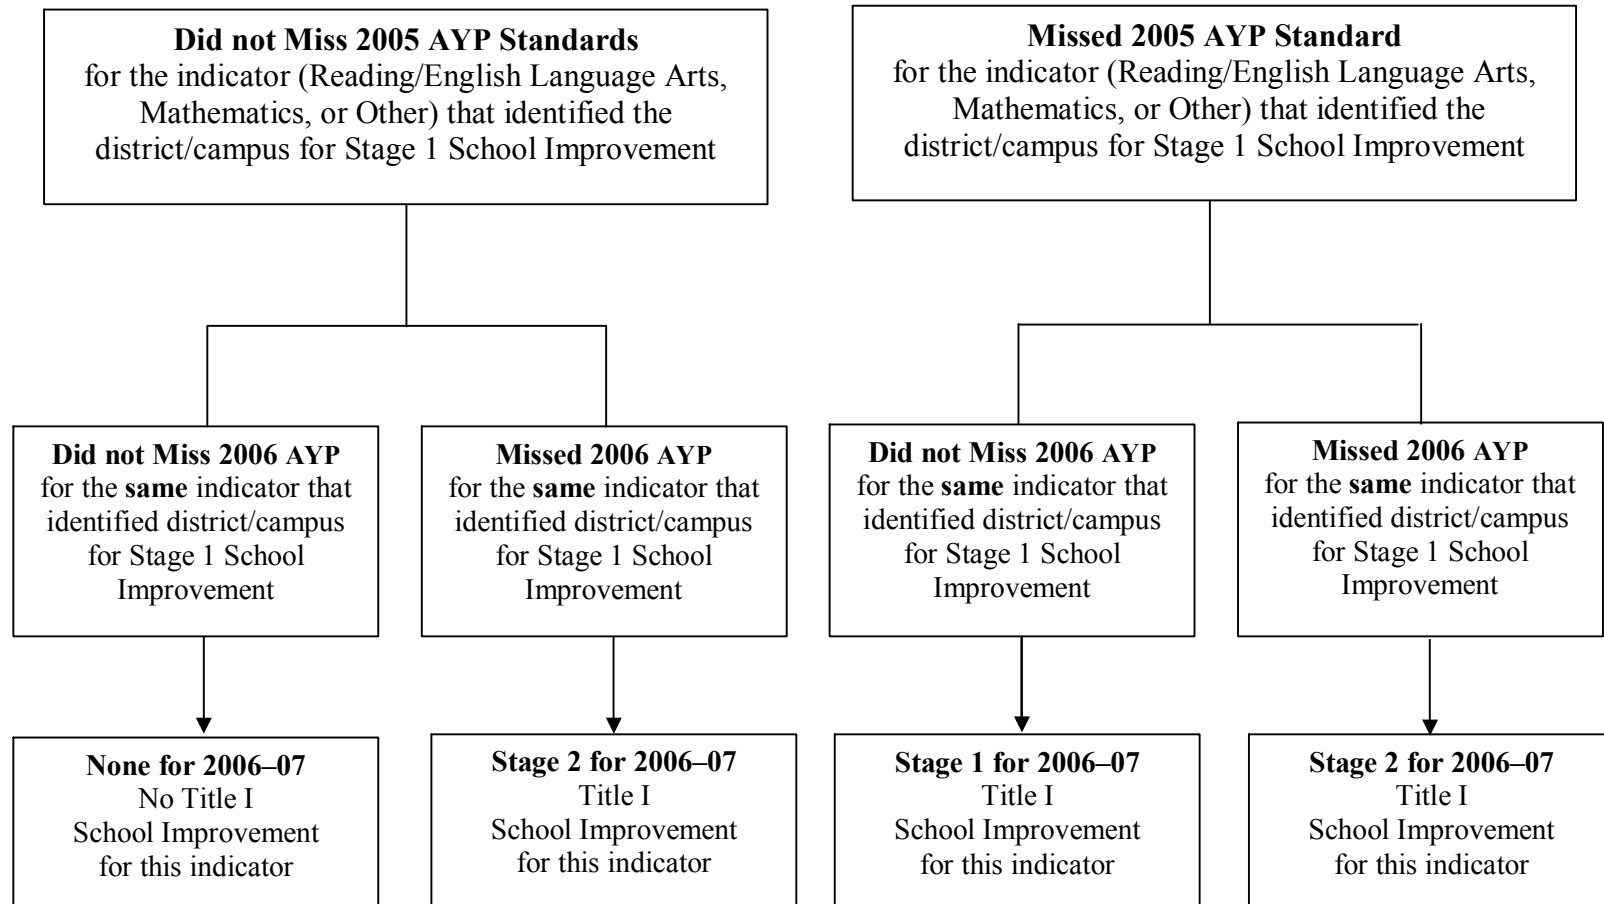 Did not Miss 2005 AYP Standards
for the indicator (Reading/English Language Arts,
Mathematics, or Other) that identified the
district/campus for Stage 1 School Improvement
Missed 2005 AYP Standard
for the indicator (Reading/English Language Arts,
Mathematics, or Other) that identified the
district/campus for Stage 1 School Improvement
Did not Miss 2006 AYP
for the same indicator that
identified district/campus
for Stage 1 School
Improvement
Missed 2006 AYP
for the same indicator that
identified district/campus
for Stage 1 School
Improvement
Did not Miss 2006 AYP
for the same indicator that
identified district/campus
for Stage 1 School
Improvement
Missed 2006 AYP
for the same indicator that
identified district/campus
for Stage 1 School
Improvement
None for 2006–07
No Title I
School Improvement
for this indicator
Stage 2 for 2006–07
Title I
School Improvement
for this indicator
Stage 1 for 2006–07
Title I
School Improvement
for this indicator
Stage 2 for 2006–07
Title I
School Improvement
for this indicator